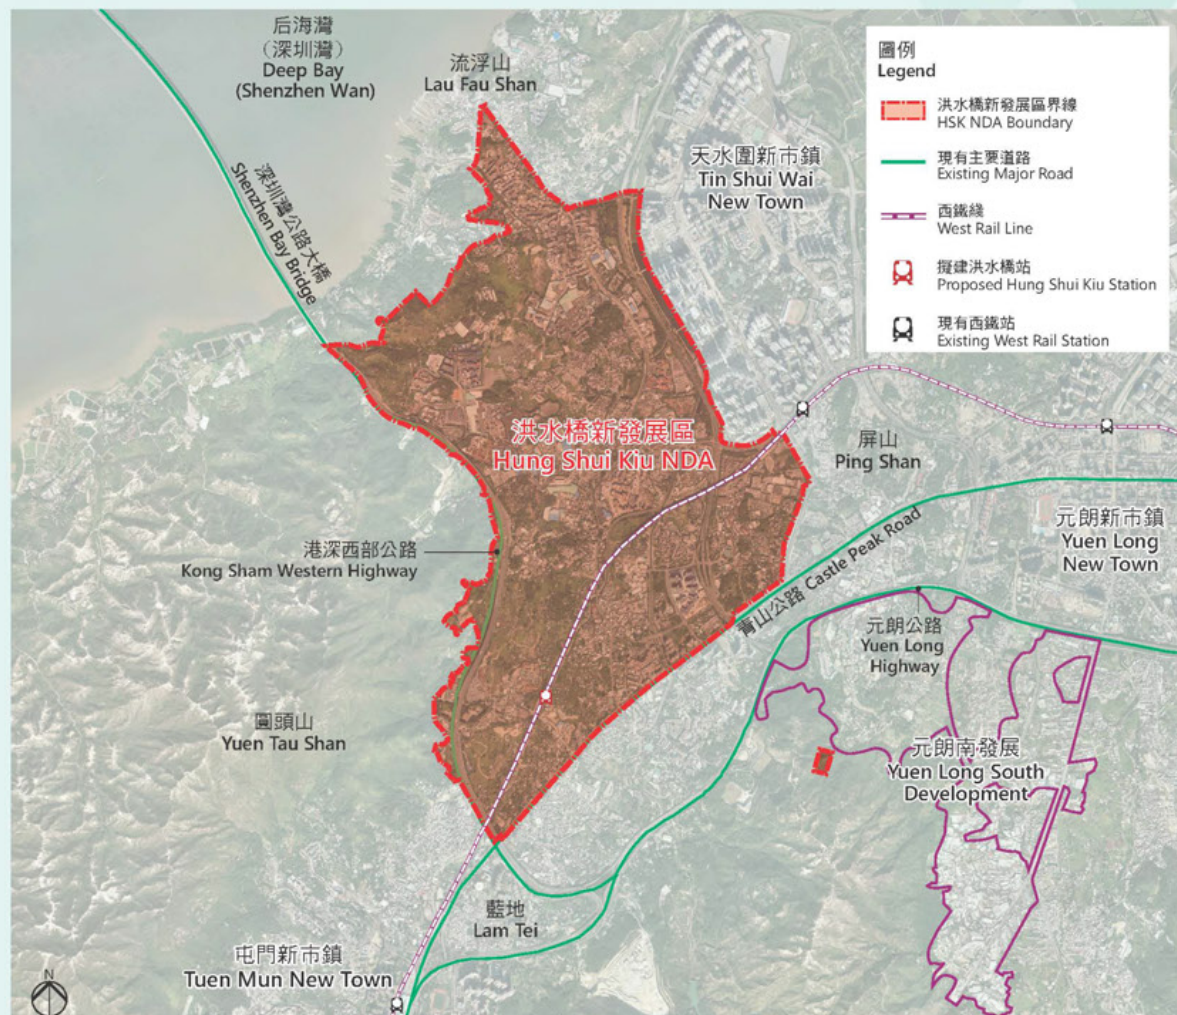 后海灣
（深圳灣）
Deep Bay
(Shenzhen Wan)
流浮山
Lau Fau Shan
圖例
Legend
洪水橋新發展區界線
HSK NDA Boundary
現有主要道路
Existing Major Road
西鐵綫
West Rail Line
擬建洪水橋站
Proposed Hung Shui Kiu Station
現有西鐵站
Existing West Rail Station
天水圍新市鎮
Tin Shui Wai
New Town
深圳灣公路大橋
Shenzhen Bay Bridge
洪水橋新發展區
Hung Shui Kiu NDA
屏山
Ping Shan
元朗新市鎮
Yuen Long
New Town
港深西部公路
Kong Sham Western Highway
青山公路 Castle Peak Road
元朗公路
Yuen Long
Highway
圓頭山
Yuen Tau Shan
元朗南發展
Yuen Long South
Development
藍地
Lam Tei
屯門新市鎮
Tuen Mun New Town
N